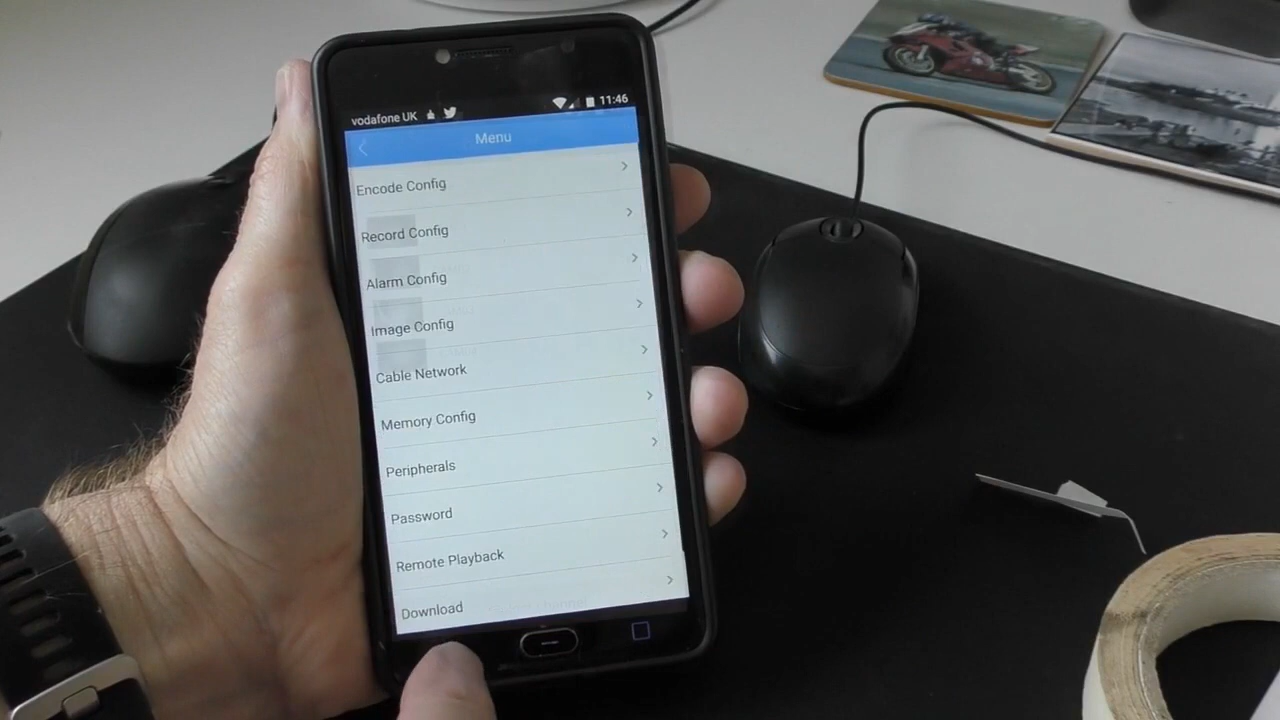 vodafone UK 11:46
Menu
Encode Config
Record Config
Alarm Config
Image Config
Cable Network
Memory Config
Peripherals
Password
Remote Playback
Download